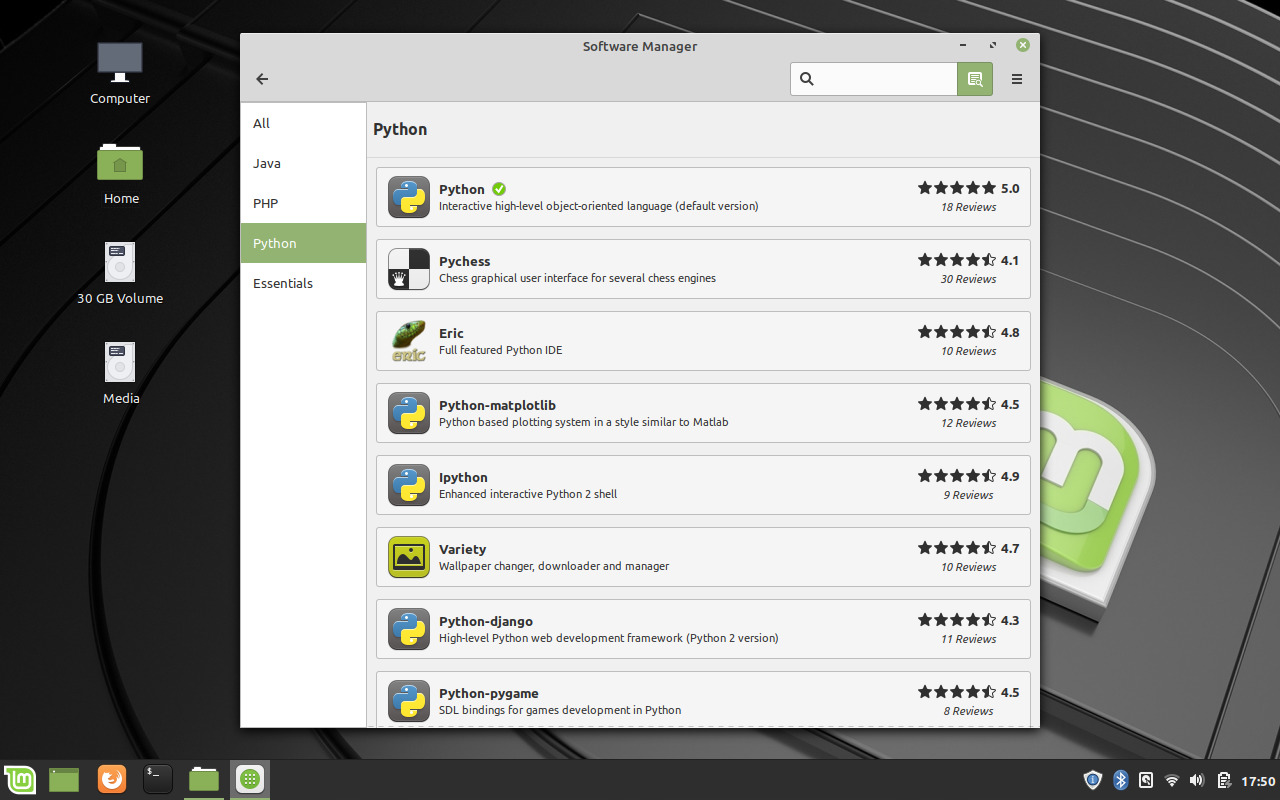 Software Manager
Computer
Home
30 GB Volume
Media
All
Java
PHP
Python
Essentials
Python
Python
Interactive high-level object-oriented language (default version)
5.0
18 Reviews
Pychess
Chess graphical user interface for several chess engines
4.1
30 Reviews
Eric
Full featured Python IDE
4.8
10 Reviews
eric
Python-matplotlib
Python based plotting system in a style similar to Matlab
4.5
12 Reviews
Ipython
Enhanced interactive Python 2 shell
4.9
9 Reviews
Variety
Wallpaper changer, downloader and manager
4.7
10 Reviews
Python-django
High-level Python web development framework (Python 2 version)
4.3
11 Reviews
Python-pygame
SDL bindings for games development in Python
4.5
8 Reviews
$_
17:50